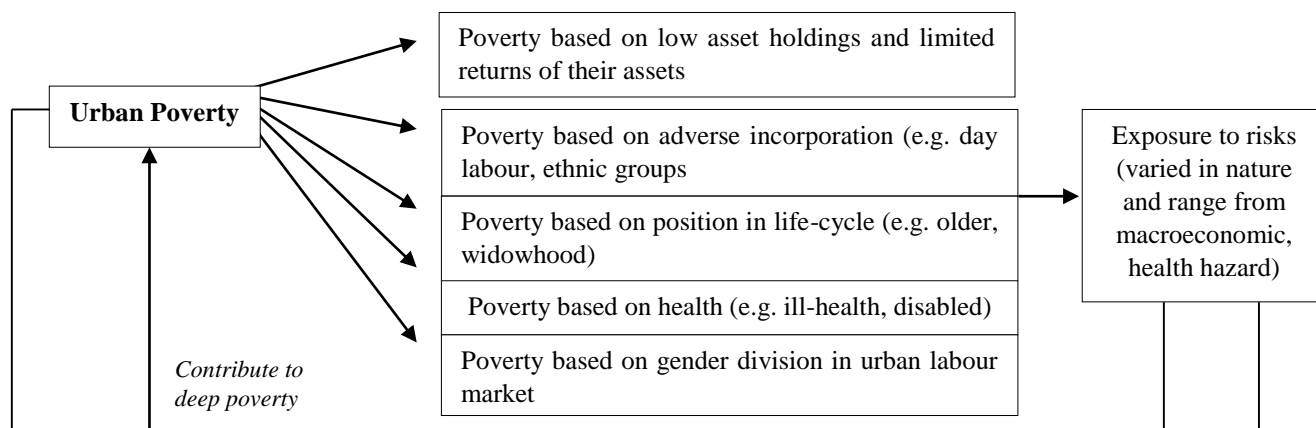 Urban Poverty
Poverty based on low asset holdings and limited
returns of their assets
Poverty based on adverse incorporation (e.g. day
labour, ethnic groups
Poverty based on position in life-cycle (e.g. older,
widowhood)
Poverty based on health (e.g. ill-health, disabled)
Poverty based on gender division in urban labour
market
Exposure to risks
(varied in nature
and range from
macroeconomic,
health hazard)
Contribute to
deep poverty